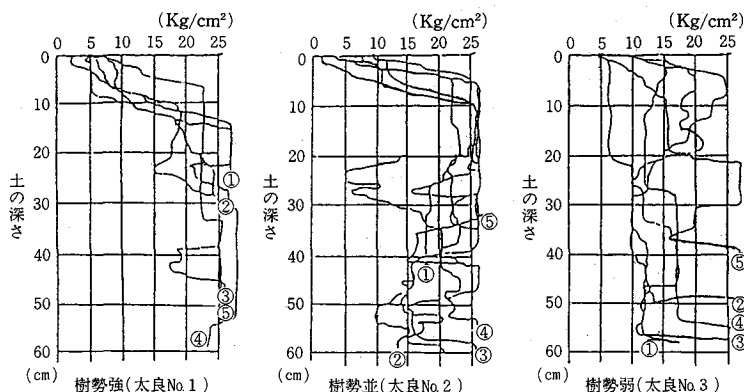 (Kg/cm²) (Kg/cm²) (Kg/cm²)
0 5 10 15 20 25 0 5 10 15 20 25 0 5 10 15 20 25
0 0 0
10 10 10
20 20 20
① 
土の深さ 土の深さ 土の深さ
30 ② 30 ⑤ 30
40 40 ① 40 ⑤
③
50 ⑤ 50 50 ②
④ ④ ④
60 60 ② ③ 60 ① ③
(cm) 樹勢強(太良No.1) (cm) 樹勢並(太良No.2) (cm) 樹勢弱(太良No.3)